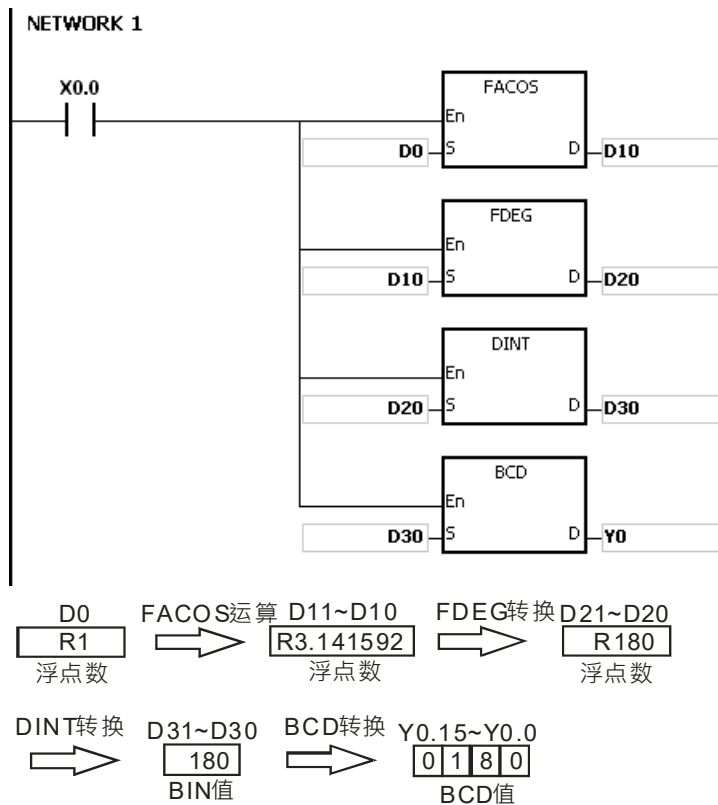 NETWORK 1
X0.0
FACOS
En
D0 S D D10
FDEG
En
D10 S D D20
DINT
En
D20 S D D30
BCD
En
D30 S D Y0
D0 FACOS运算 D11~D10 FDEG转换 D21~D20
R1 R3.141592 R180
浮点数 浮点数 浮点数
DINT转换 D31~D30 BCD转换 Y0.15~Y0.0
180 0 1 8 0
BIN值 BCD值